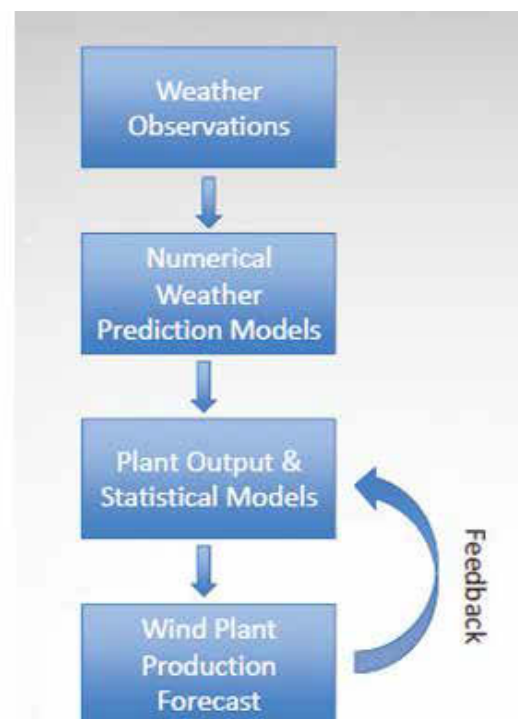 Weather
Observations
Numerical
Weather
Prediction Models
Plant Output &
Statistical Models
Feedback
Wind Plant
Production
Forecast